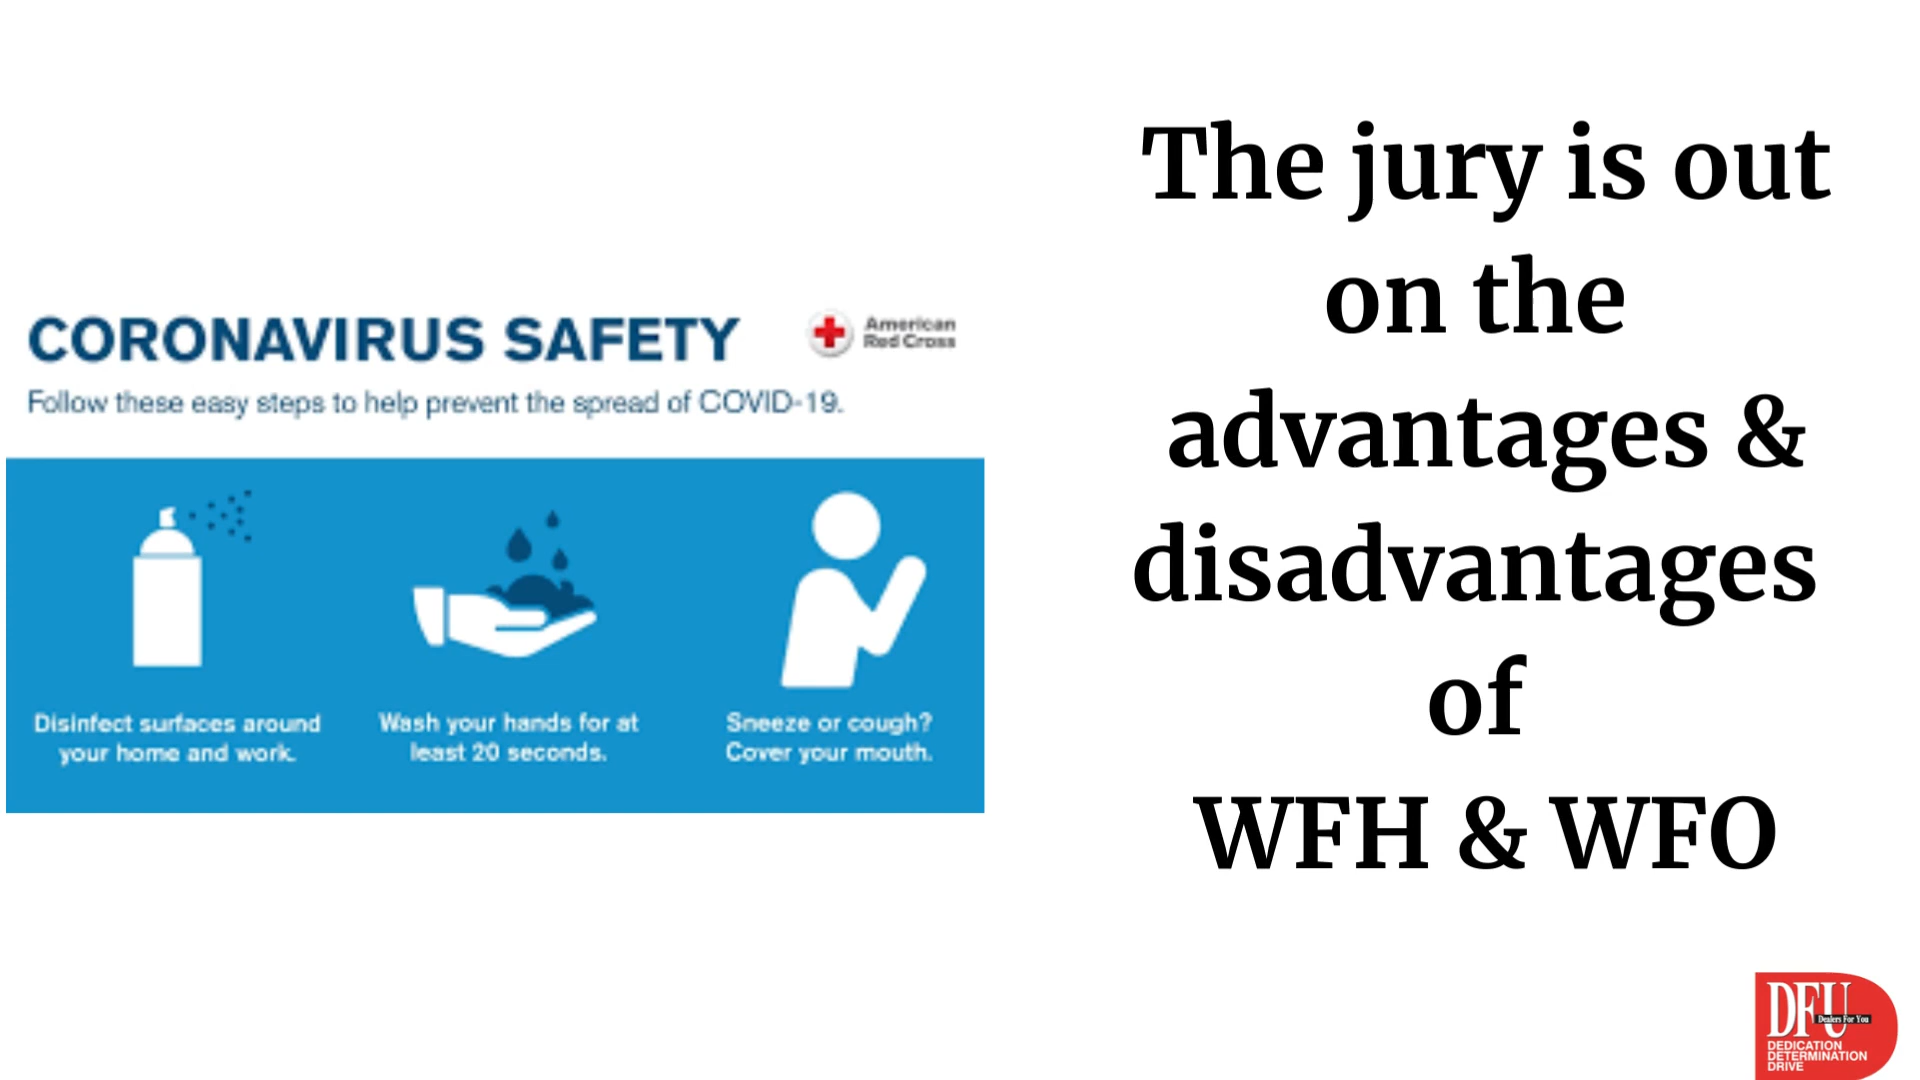 CORONAVIRUS SAFETY
American
Red Cross
Follow these easy steps to help prevent the spread of COVID-19.
Disinfect surfaces around
your home and work.
Wash your hands for at
least 20 seconds.
Sneeze or cough?
Cover your mouth.
The jury is out
on the
advantages &
disadvantages
of
WFH & WFO
DFU
Dealers For You
DEDICATION
DETERMINATION
DRIVE